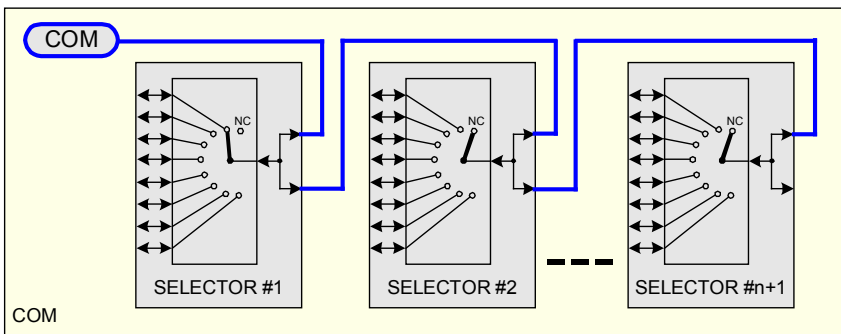 COM
NC
NC
NC
SELECTOR #1
SELECTOR #2
SELECTOR #n+1
COM